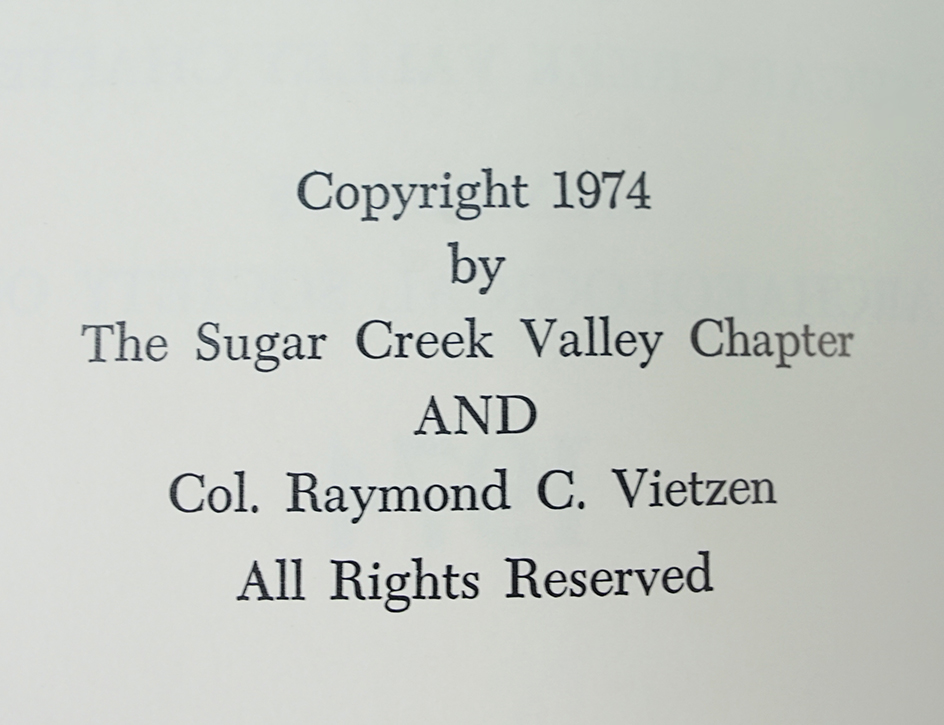 Copyright 1974
by
The Sugar Creek Valley Chapter
AND
Col. Raymond C. Vietzen
All Rights Reserved